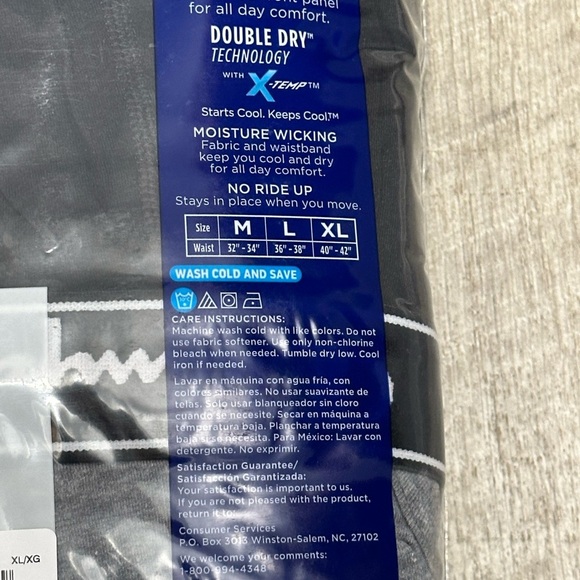 panel
for all day comfort.
DOUBLE DRY™
TECHNOLOGY
WITH
X-TEMP™
Starts Cool. Keeps Cool.™
MOISTURE WICKING
Fabric and waistband
keep you cool and dry
for all day comfort.
NO RIDE UP
Stays in place when you move.
Size M L XL
Waist 32"-34" 36"-38" 40"-42"
WASH COLD AND SAVE
CARE INSTRUCTIONS:
Machine wash cold with like colors. Do not
use fabric softener. Use only non-chlorine
bleach when needed. Tumble dry low. Cool
iron if needed.
Lavar en máquina con agua fría, con
colores similares. No usar suavizante de
telas. Solo usar blanqueador sin cloro
cuando se necesite. Secar en máquina a
temperatura baja. Planchar a temperatura
baja si se necesita. Para México: Lavar con
detergente. No exprimir.
Satisfaction Guarantee/
Satisfacción Garantizada:
Your satisfaction is important to us.
If you are not pleased with the product,
return it to:
Consumer Services
P.O. Box 3013 Winston-Salem, NC, 27102
We welcome your comments:
1-800-994-4348
XL/XG